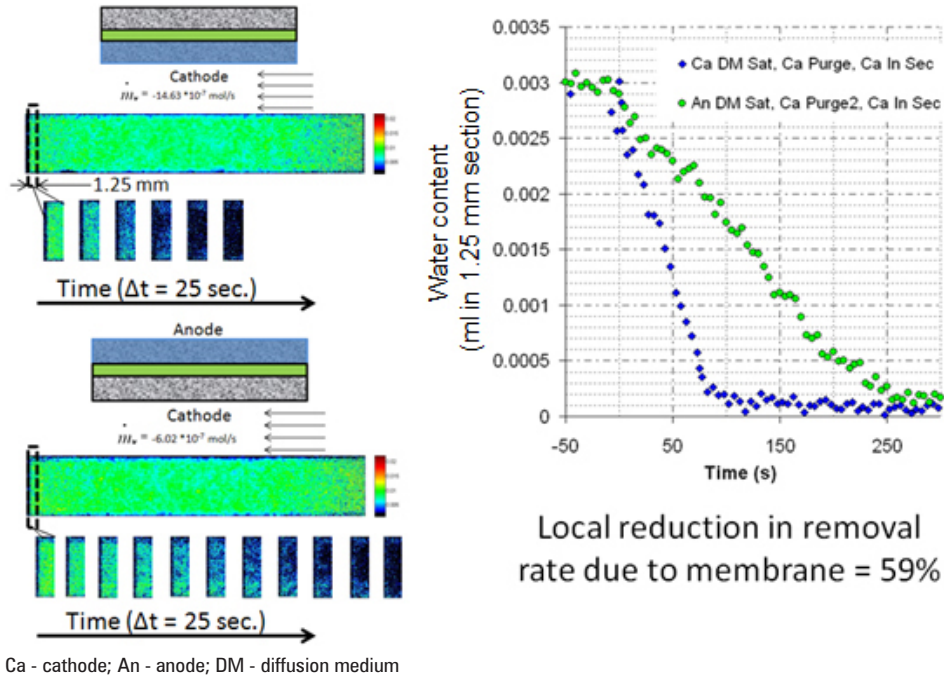 Cathode
ṁᵥ = -14.63 *10⁻⁷ mol/s
1.25 mm
Time (Δt = 25 sec.)
Anode
Cathode
ṁᵥ = -6.02 *10⁻⁷ mol/s
Time (Δt = 25 sec.)
Ca - cathode; An - anode; DM - diffusion medium
Water content
(ml in 1.25 mm section)
0.0035
0.003
0.0025
0.002
0.0015
0.001
0.0005
0
Ca DM Sat, Ca Purge, Ca In Sec
An DM Sat, Ca Purge2, Ca In Sec
-50 50 150 250
Time (s)
Local reduction in removal
rate due to membrane = 59%